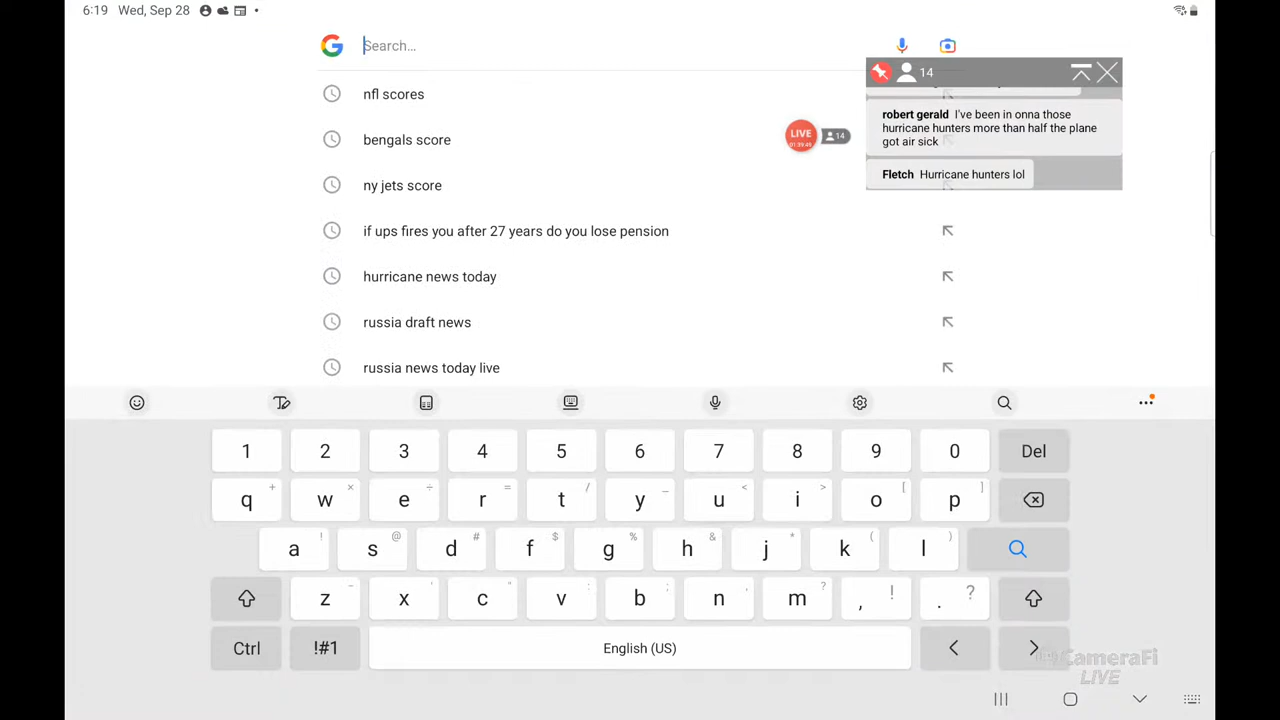 6:19 Wed, Sep 28
Search...
14
nfl scores
robert gerald I've been in onna those
hurricane hunters more than half the plane
got air sick
LIVE
01:39:49
14
bengals score
Fletch Hurricane hunters lol
ny jets score
if ups fires you after 27 years do you lose pension
hurricane news today
russia draft news
russia news today live
1 2 3 4 5 6 7 8 9 0 Del
q + w × e ÷ r = t / y _ u < i > o [ p ]
a ! s @ d # f $ g % h & j * k ( l )
z - x ' c " v : b ; n , m ? , ! . ?
Ctrl !#1 English (US) < >
CameraFi
LIVE